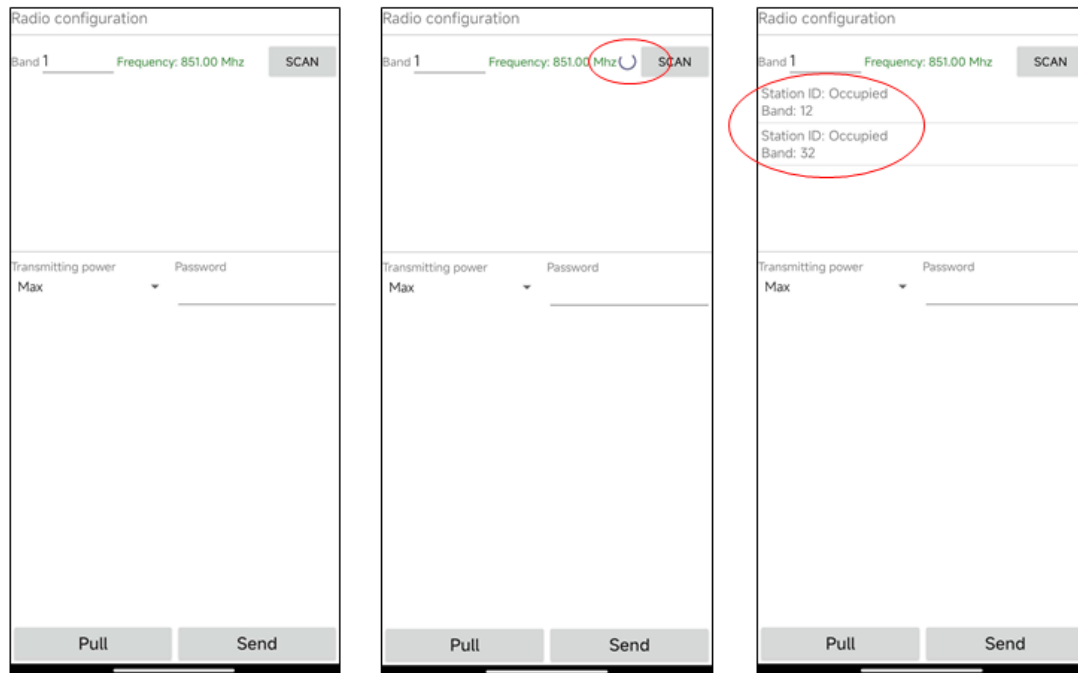 Radio configuration
Band 1 Frequency: 851.00 Mhz SCAN
Transmitting power Password
Max
Pull Send
Radio configuration
Band 1 Frequency: 851.00 Mhz SCAN
Transmitting power Password
Max
Pull Send
Radio configuration
Band 1 Frequency: 851.00 Mhz SCAN
Station ID: Occupied
Band: 12
Station ID: Occupied
Band: 32
Transmitting power Password
Max
Pull Send